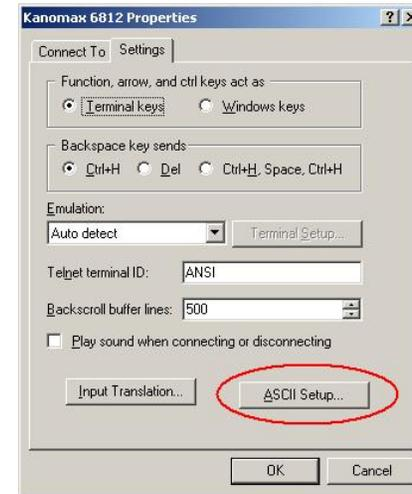 Kanomax 6812 Properties
Connect To Settings
Function, arrow, and ctrl keys act as
Terminal keys Windows keys
Backspace key sends
Ctrl+H Del Ctrl+H, Space, Ctrl+H
Emulation:
Auto detect Terminal Setup...
Telnet terminal ID: ANSI
Backscroll buffer lines: 500
Play sound when connecting or disconnecting
Input Translation... ASCII Setup...
OK Cancel